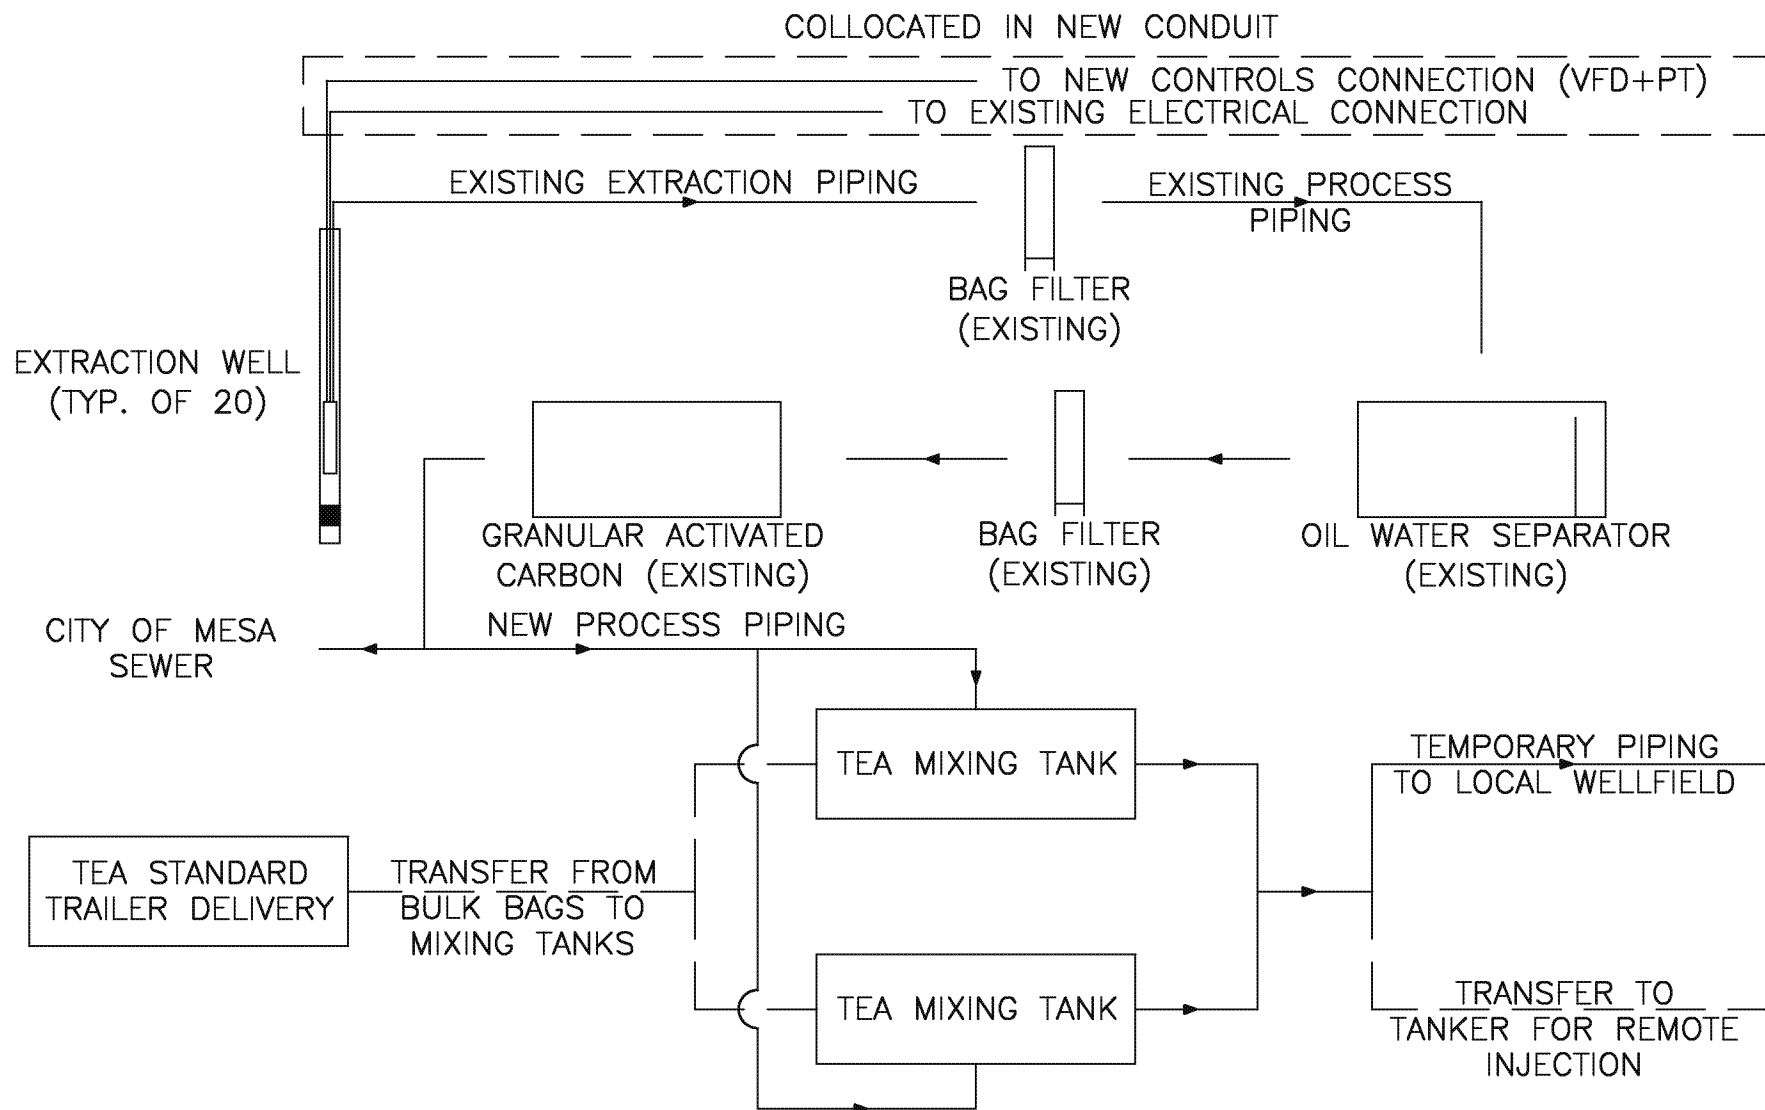 COLLOCATED IN NEW CONDUIT
TO NEW CONTROLS CONNECTION (VFD+PT)
TO EXISTING ELECTRICAL CONNECTION
EXISTING EXTRACTION PIPING
EXISTING PROCESS
PIPING
BAG FILTER
(EXISTING)
EXTRACTION WELL
(TYP. OF 20)
GRANULAR ACTIVATED
CARBON (EXISTING)
BAG FILTER
(EXISTING)
OIL WATER SEPARATOR
(EXISTING)
CITY OF MESA
SEWER
NEW PROCESS PIPING
TEA MIXING TANK
TEMPORARY PIPING
TO LOCAL WELLFIELD
TEA STANDARD
TRAILER DELIVERY
TRANSFER FROM
BULK BAGS TO
MIXING TANKS
TEA MIXING TANK
TRANSFER TO
TANKER FOR REMOTE
INJECTION